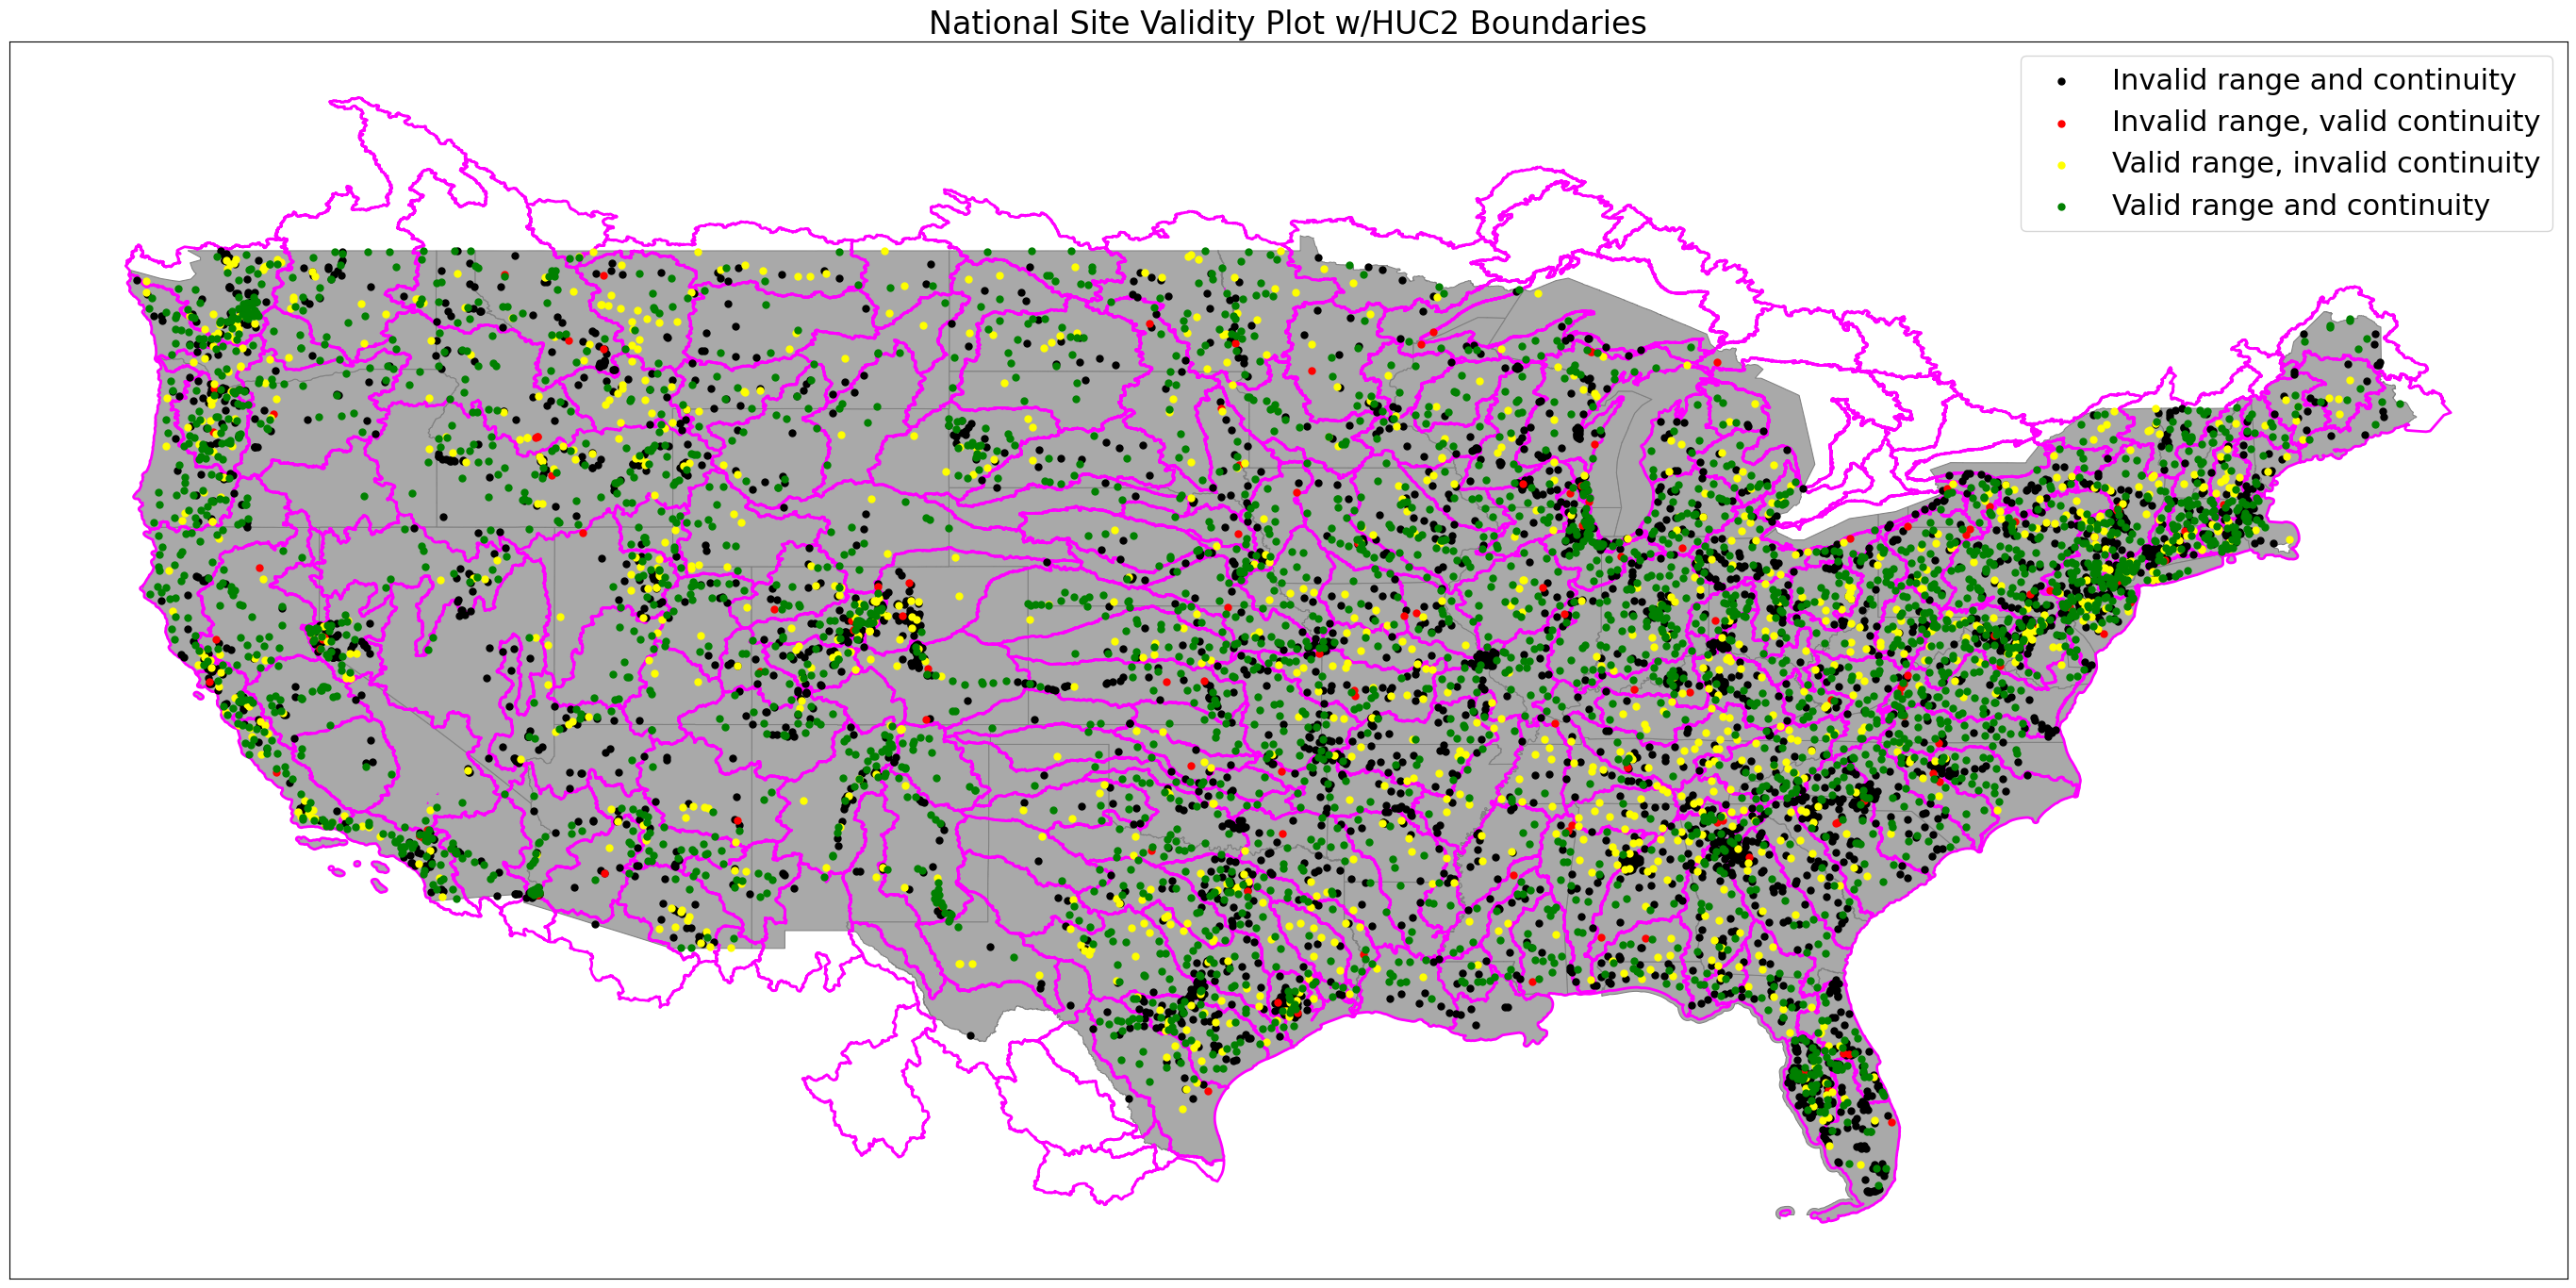 National Site Validity Plot w/HUC2 Boundaries
Invalid range and continuity
Invalid range, valid continuity
Valid range, invalid continuity
Valid range and continuity